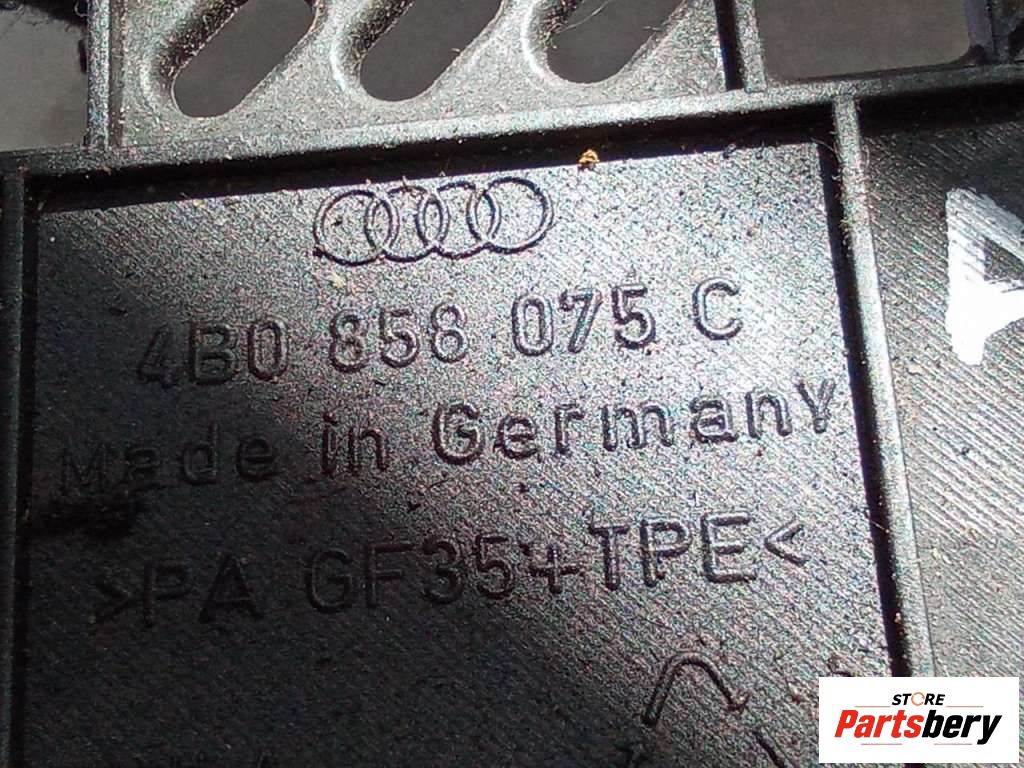 4B0 858 075 C
Made in Germany
>PA GF35+TPE<
A
STORE
Partsbery